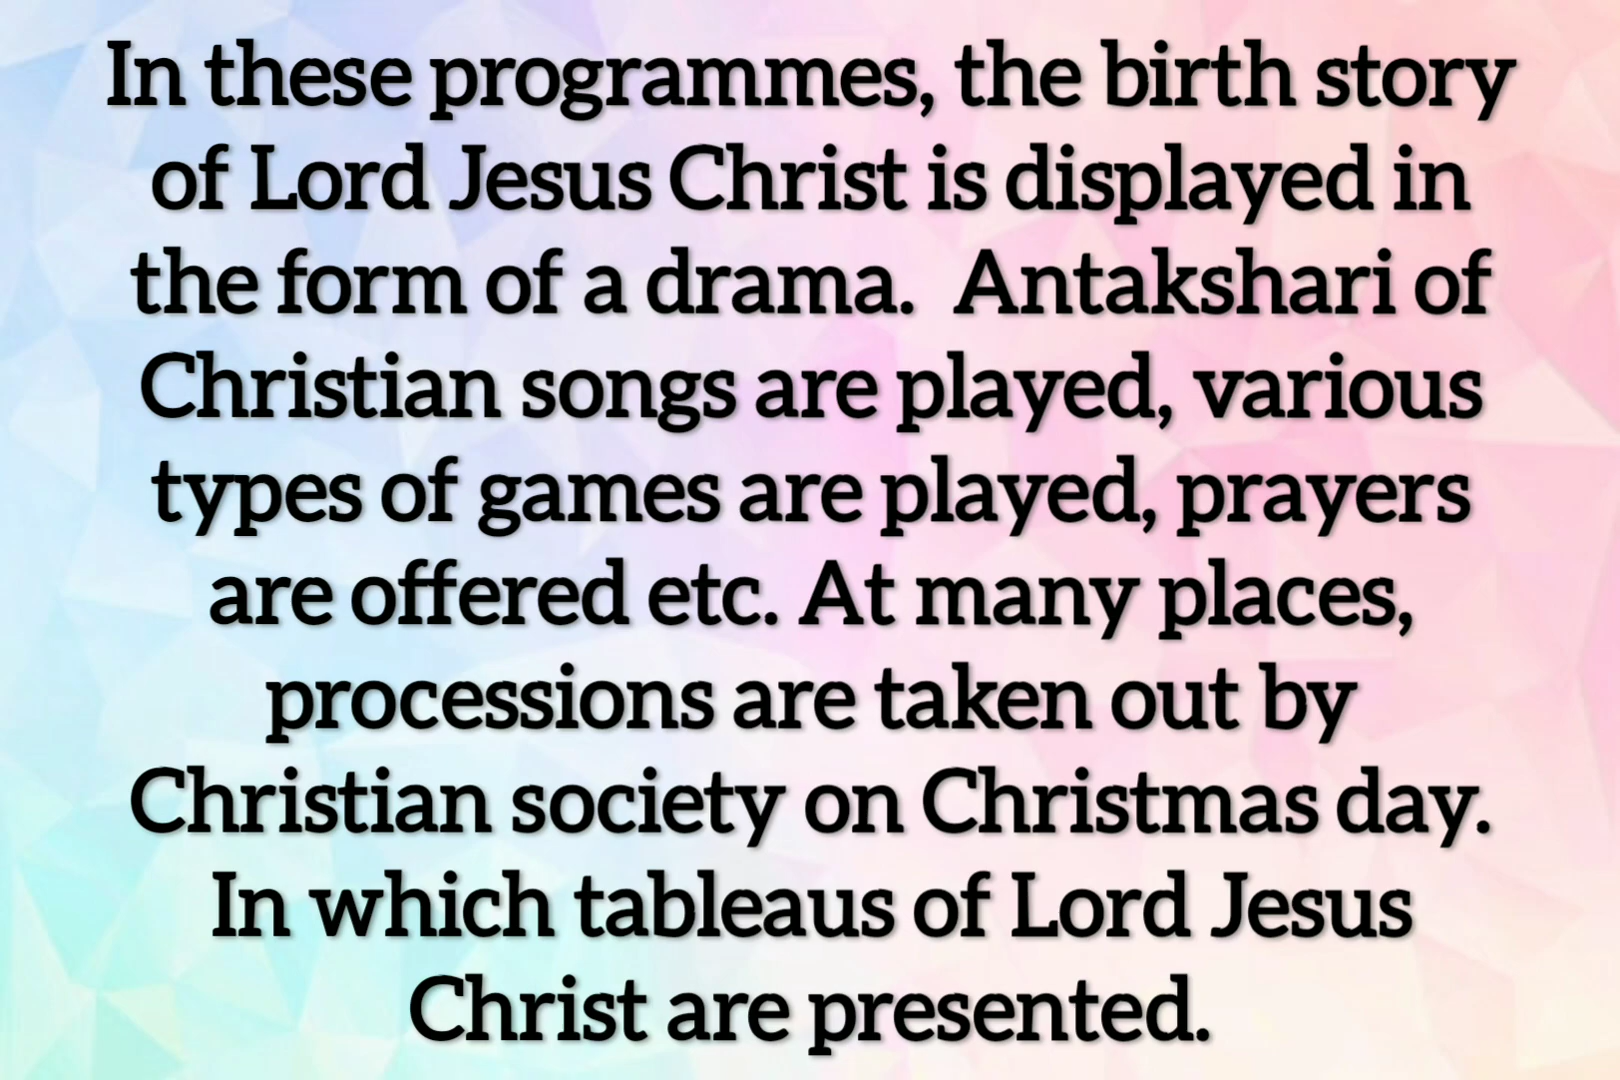 In these programmes, the birth story
of Lord Jesus Christ is displayed in
the form of a drama.  Antakshari of
Christian songs are played, various
types of games are played, prayers
are offered etc. At many places,
processions are taken out by
Christian society on Christmas day.
In which tableaus of Lord Jesus
Christ are presented.